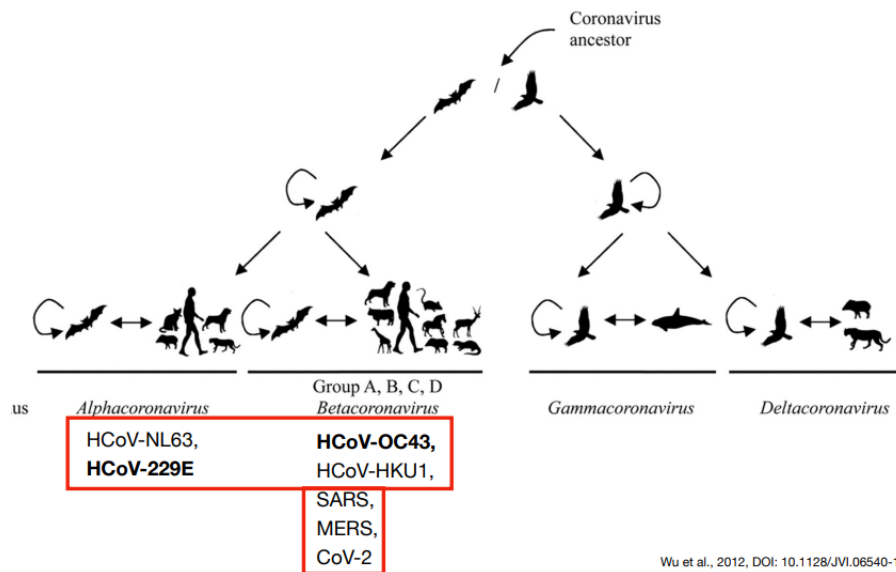 Coronavirus
ancestor
Group A, B, C, D
us Alphacoronavirus Betacoronavirus Gammacoronavirus Deltacoronavirus
HCoV-NL63, HCoV-OC43,
HCoV-229E HCoV-HKU1,
SARS,
MERS,
CoV-2
Wu et al., 2012, DOI: 10.1128/JVI.06540-1